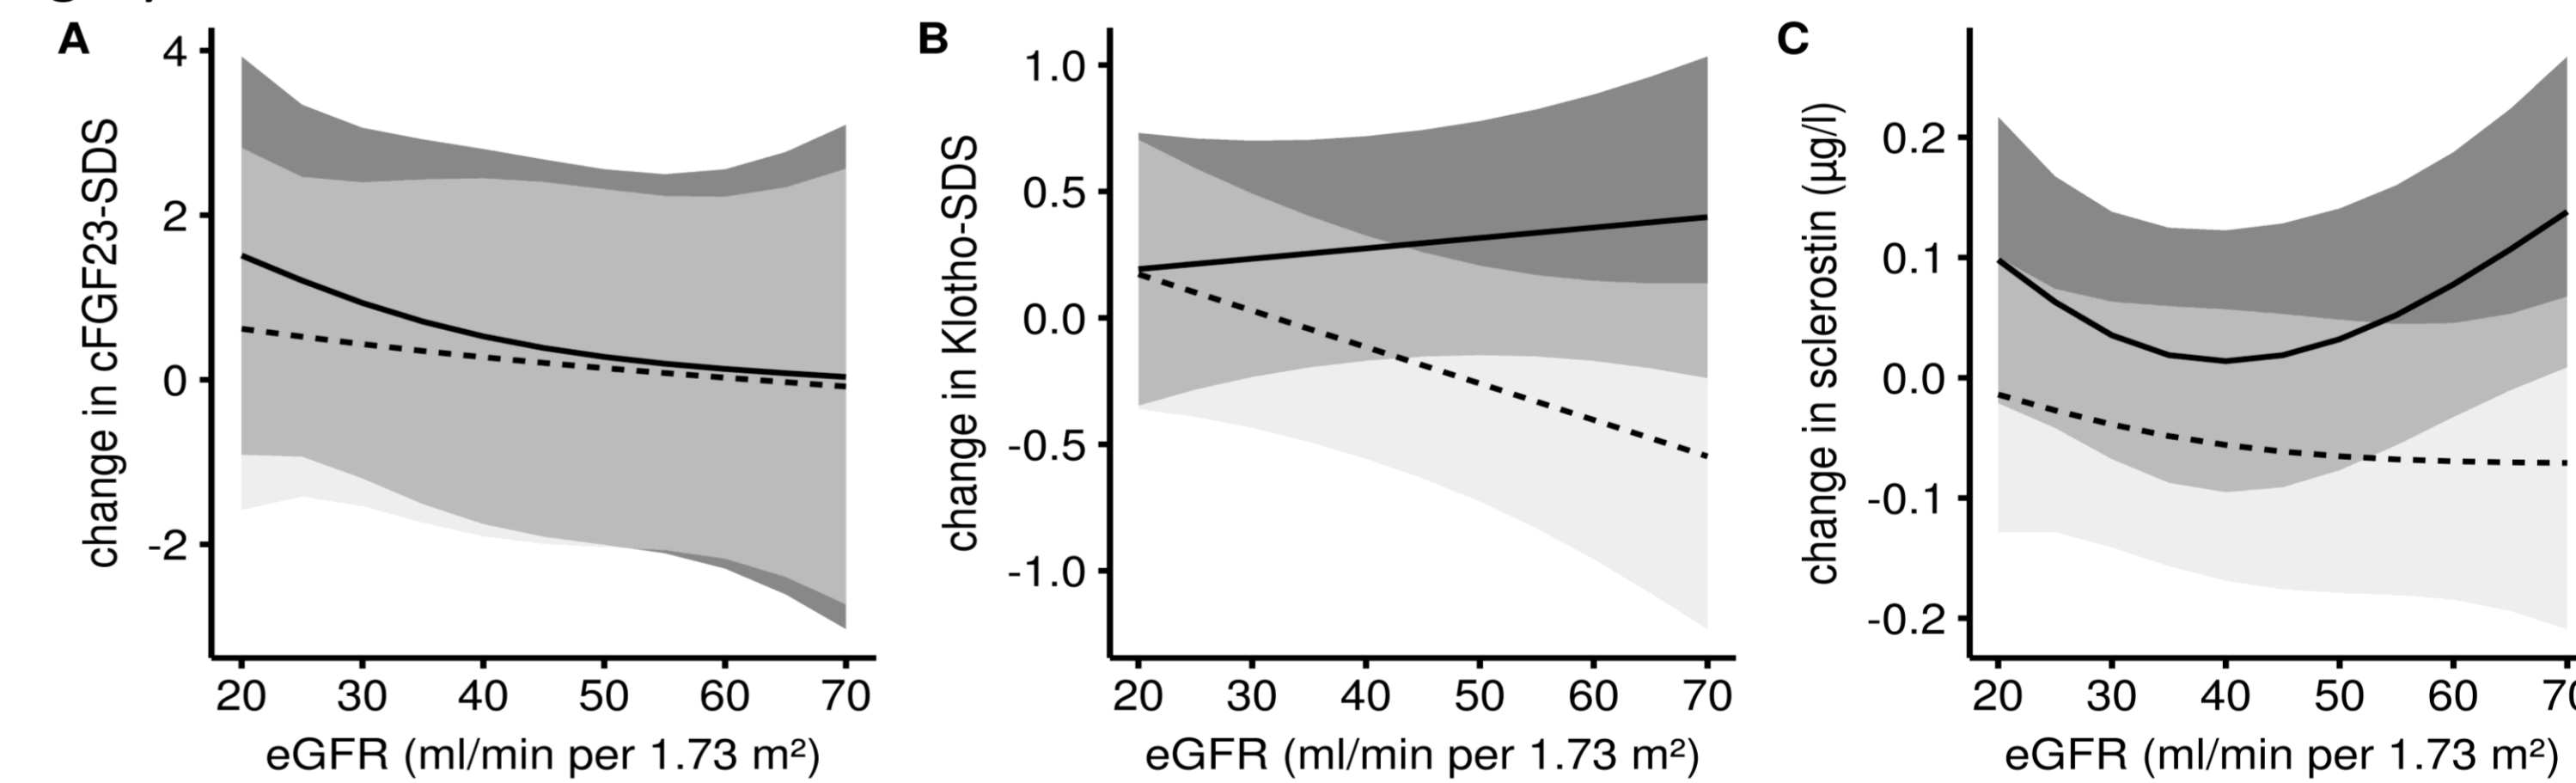 A
change in cFGF23-SDS
4
2
0
-2
20 30 40 50 60 70
eGFR (ml/min per 1.73 m²)
B
change in Klotho-SDS
1.0
0.5
0.0
-0.5
-1.0
20 30 40 50 60 70
eGFR (ml/min per 1.73 m²)
C
change in sclerostin (µg/l)
0.2
0.1
0.0
-0.1
-0.2
20 30 40 50 60 70
eGFR (ml/min per 1.73 m²)